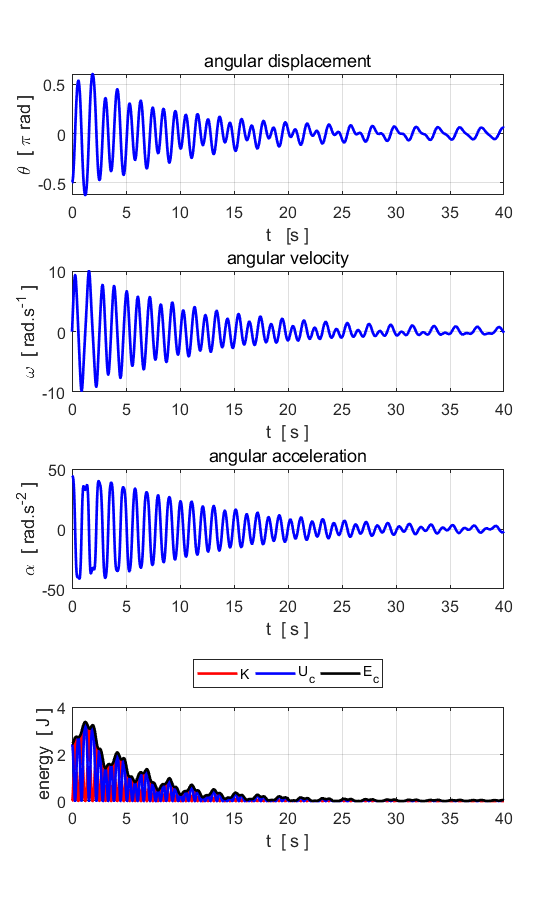 angular displacement
0.5
0
-0.5
θ [ π rad ]
0 5 10 15 20 25 30 35 40
t [s ]
angular velocity
10
0
-10
ω [ rad.s-1 ]
0 5 10 15 20 25 30 35 40
t [ s ]
angular acceleration
50
0
-50
α [ rad.s-2 ]
0 5 10 15 20 25 30 35 40
t [ s ]
K Uc Ec
4
2
0
energy [ J ]
0 5 10 15 20 25 30 35 40
t [ s ]